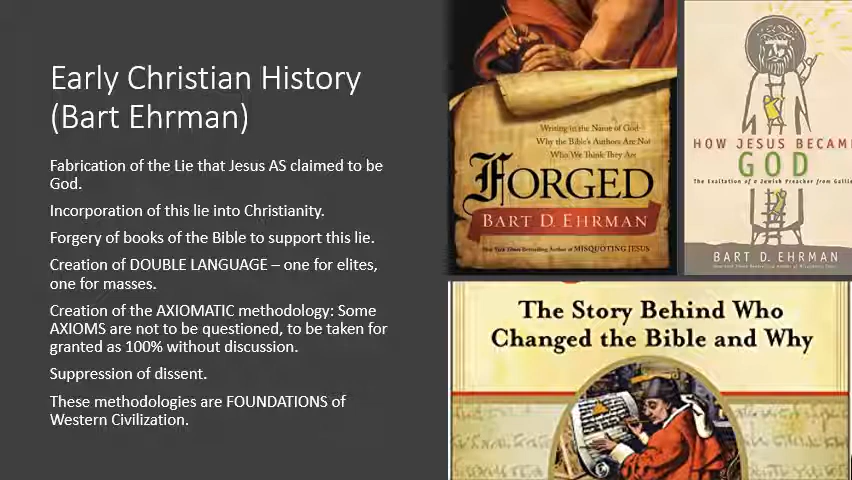 Early Christian History
(Bart Ehrman)
Fabrication of the Lie that Jesus AS claimed to be
God.
Incorporation of this lie into Christianity.
Forgery of books of the Bible to support this lie.
Creation of DOUBLE LANGUAGE – one for elites,
one for masses.
Creation of the AXIOMATIC methodology: Some
AXIOMS are not to be questioned, to be taken for
granted as 100% without discussion.
Suppression of dissent.
These methodologies are FOUNDATIONS of
Western Civilization.
Writing in the Name of God—
Why the Bible's Authors Are Not
Who We Think They Are
FORGED
BART D. EHRMAN
New York Times Bestselling Author of MISQUOTING JESUS
HOW JESUS BECAM
GOD
The Exaltation of a Jewish Preacher from Galile
BART D. EHRMAN
The Story Behind Who
Changed the Bible and Why